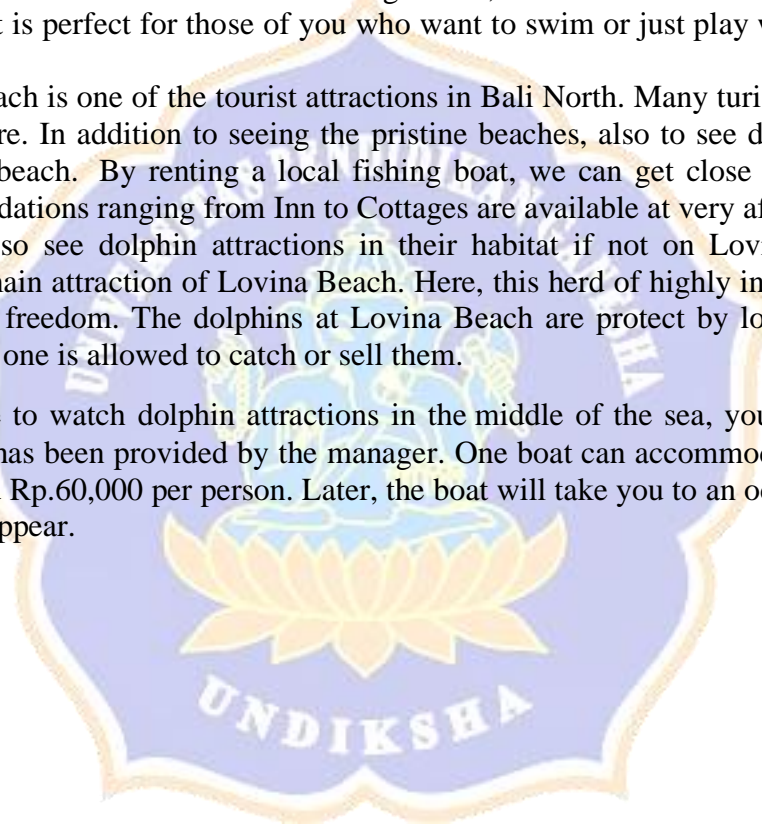 t is perfect for those of you who want to swim or just play v
ach is one of the tourist attractions in Bali North. Many turis
re. In addition to seeing the pristine beaches, also to see d
beach. By renting a local fishing boat, we can get close
dations ranging from Inn to Cottages are available at very af
so see dolphin attractions in their habitat if not on Lovi
nain attraction of Lovina Beach. Here, this herd of highly in
freedom. The dolphins at Lovina Beach are protect by lo
one is allowed to catch or sell them.
e to watch dolphin attractions in the middle of the sea, you
has been provided by the manager. One boat can accommod
Rp.60,000 per person. Later, the boat will take you to an oc
ppear.
UNIVERSITAS PENDIDIKAN GANESHA
UNDIKSHA